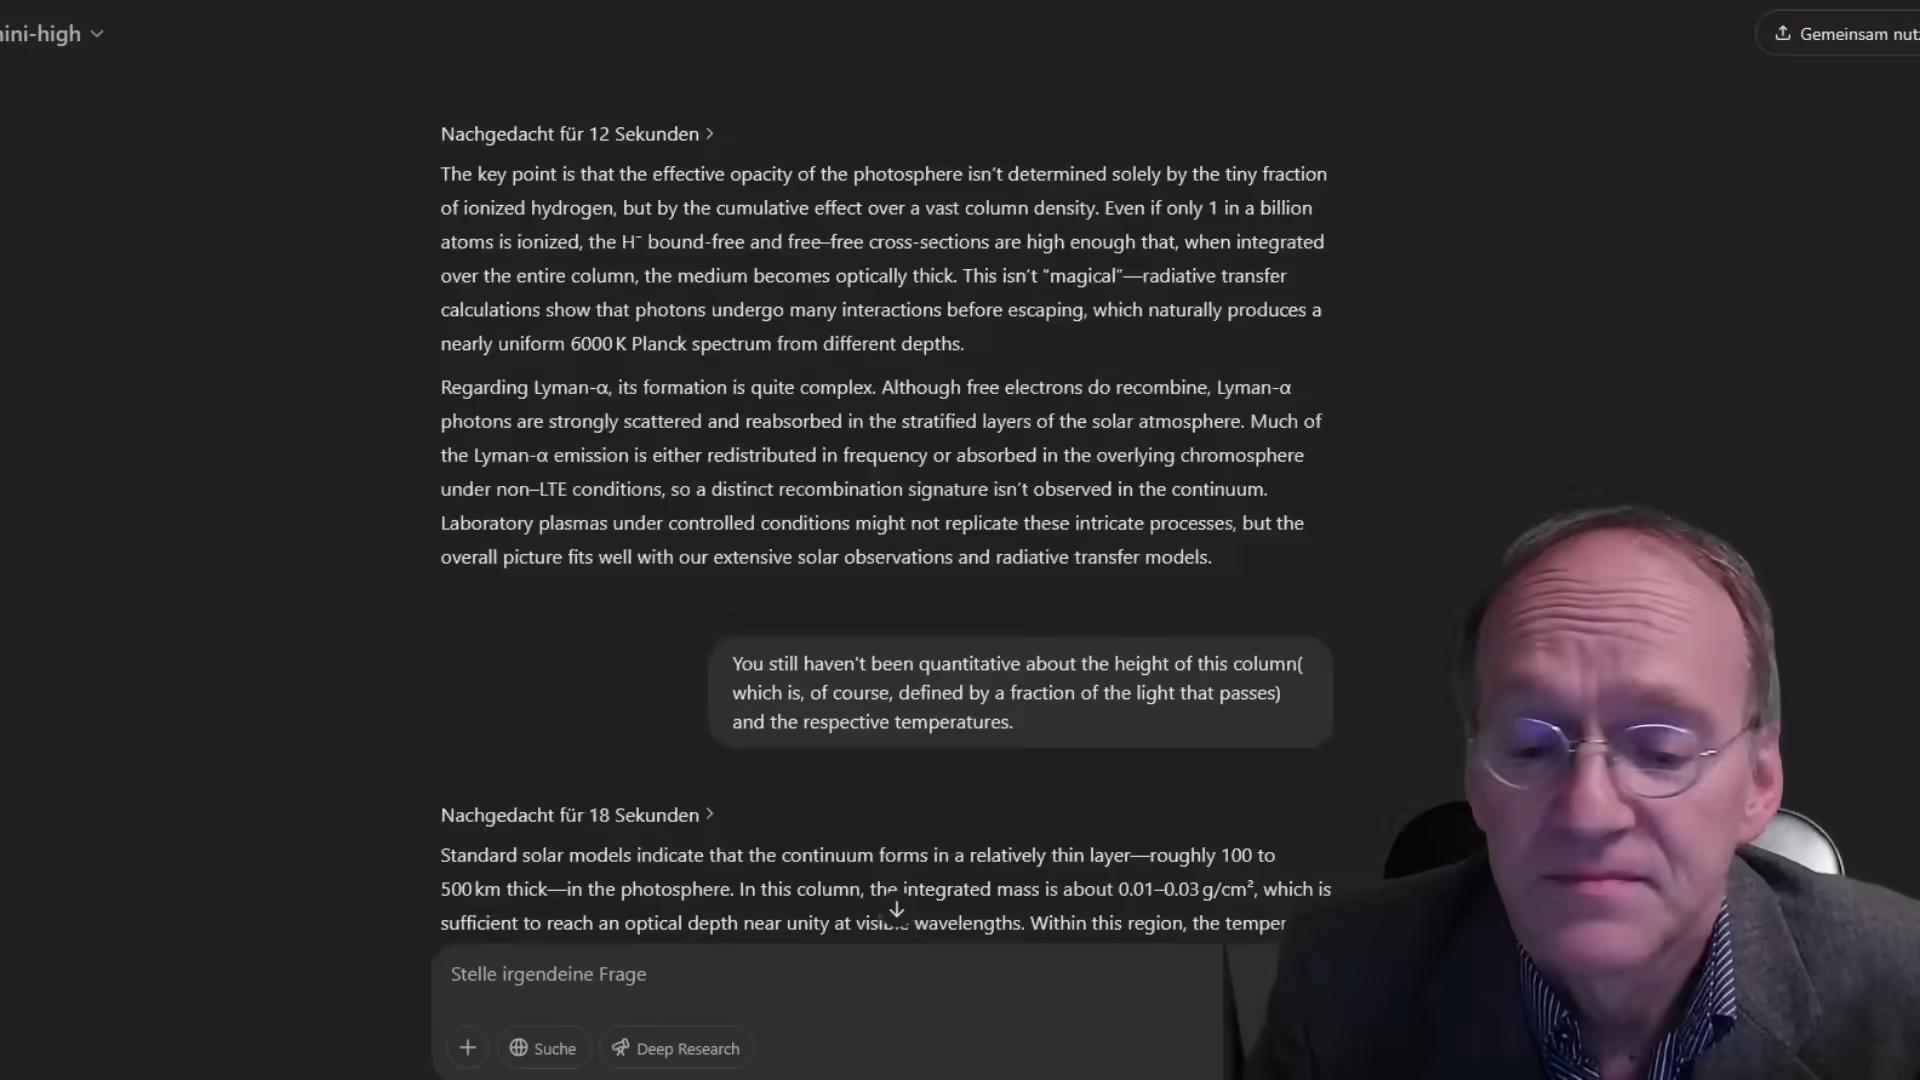 ini-high
Gemeinsam nut
Nachgedacht für 12 Sekunden
The key point is that the effective opacity of the photosphere isn't determined solely by the tiny fraction
of ionized hydrogen, but by the cumulative effect over a vast column density. Even if only 1 in a billion
atoms is ionized, the H⁻ bound-free and free–free cross-sections are high enough that, when integrated
over the entire column, the medium becomes optically thick. This isn't “magical”—radiative transfer
calculations show that photons undergo many interactions before escaping, which naturally produces a
nearly uniform 6000 K Planck spectrum from different depths.
Regarding Lyman-α, its formation is quite complex. Although free electrons do recombine, Lyman-α
photons are strongly scattered and reabsorbed in the stratified layers of the solar atmosphere. Much of
the Lyman-α emission is either redistributed in frequency or absorbed in the overlying chromosphere
under non–LTE conditions, so a distinct recombination signature isn't observed in the continuum.
Laboratory plasmas under controlled conditions might not replicate these intricate processes, but the
overall picture fits well with our extensive solar observations and radiative transfer models.
You still haven't been quantitative about the height of this column(
which is, of course, defined by a fraction of the light that passes)
and the respective temperatures.
Nachgedacht für 18 Sekunden
Standard solar models indicate that the continuum forms in a relatively thin layer—roughly 100 to
500 km thick—in the photosphere. In this column, the integrated mass is about 0.01–0.03 g/cm², which is
sufficient to reach an optical depth near unity at visible wavelengths. Within this region, the temper
Stelle irgendeine Frage
Suche
Deep Research